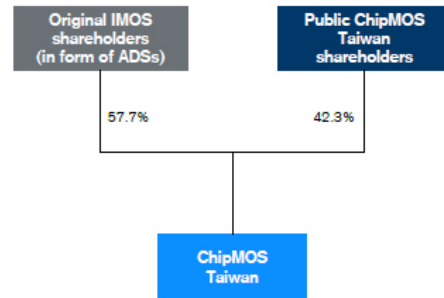 Original IMOS
shareholders
(in form of ADSs)
Public ChipMOS
Taiwan
shareholders
57.7%
42.3%
ChipMOS
Taiwan